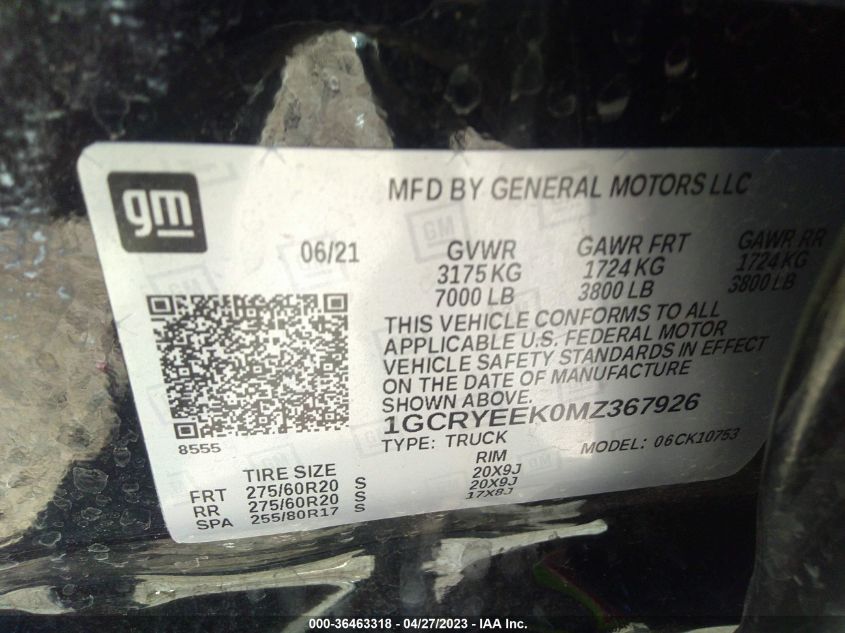 gm
MFD BY GENERAL MOTORS LLC
06/21 GVWR GAWR FRT GAWR RR
3175 KG 1724 KG 1724 KG
7000 LB 3800 LB 3800 LB
THIS VEHICLE CONFORMS TO ALL
APPLICABLE U.S. FEDERAL MOTOR
VEHICLE SAFETY STANDARDS IN EFFECT
ON THE DATE OF MANUFACTURE
SHOWN ABOVE.
1GCRYEEK0MZ367926
8555
TYPE: TRUCK MODEL: 06CK10753
TIRE SIZE RIM
FRT 275/60R20 S 20X9J
RR 275/60R20 S 20X9J
SPA 255/80R17 S 17X8J
000-36463318 - 04/27/2023 - IAA Inc.